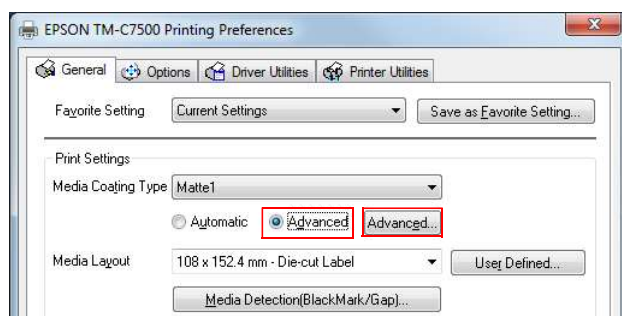 EPSON TM-C7500 Printing Preferences
General Options Driver Utilities Printer Utilities
Favorite Setting Current Settings Save as Favorite Setting...
Print Settings
Media Coating Type Matte1
Automatic Advanced Advanced...
Media Layout 108 x 152.4 mm - Die-cut Label User Defined...
Media Detection(BlackMark/Gap)...